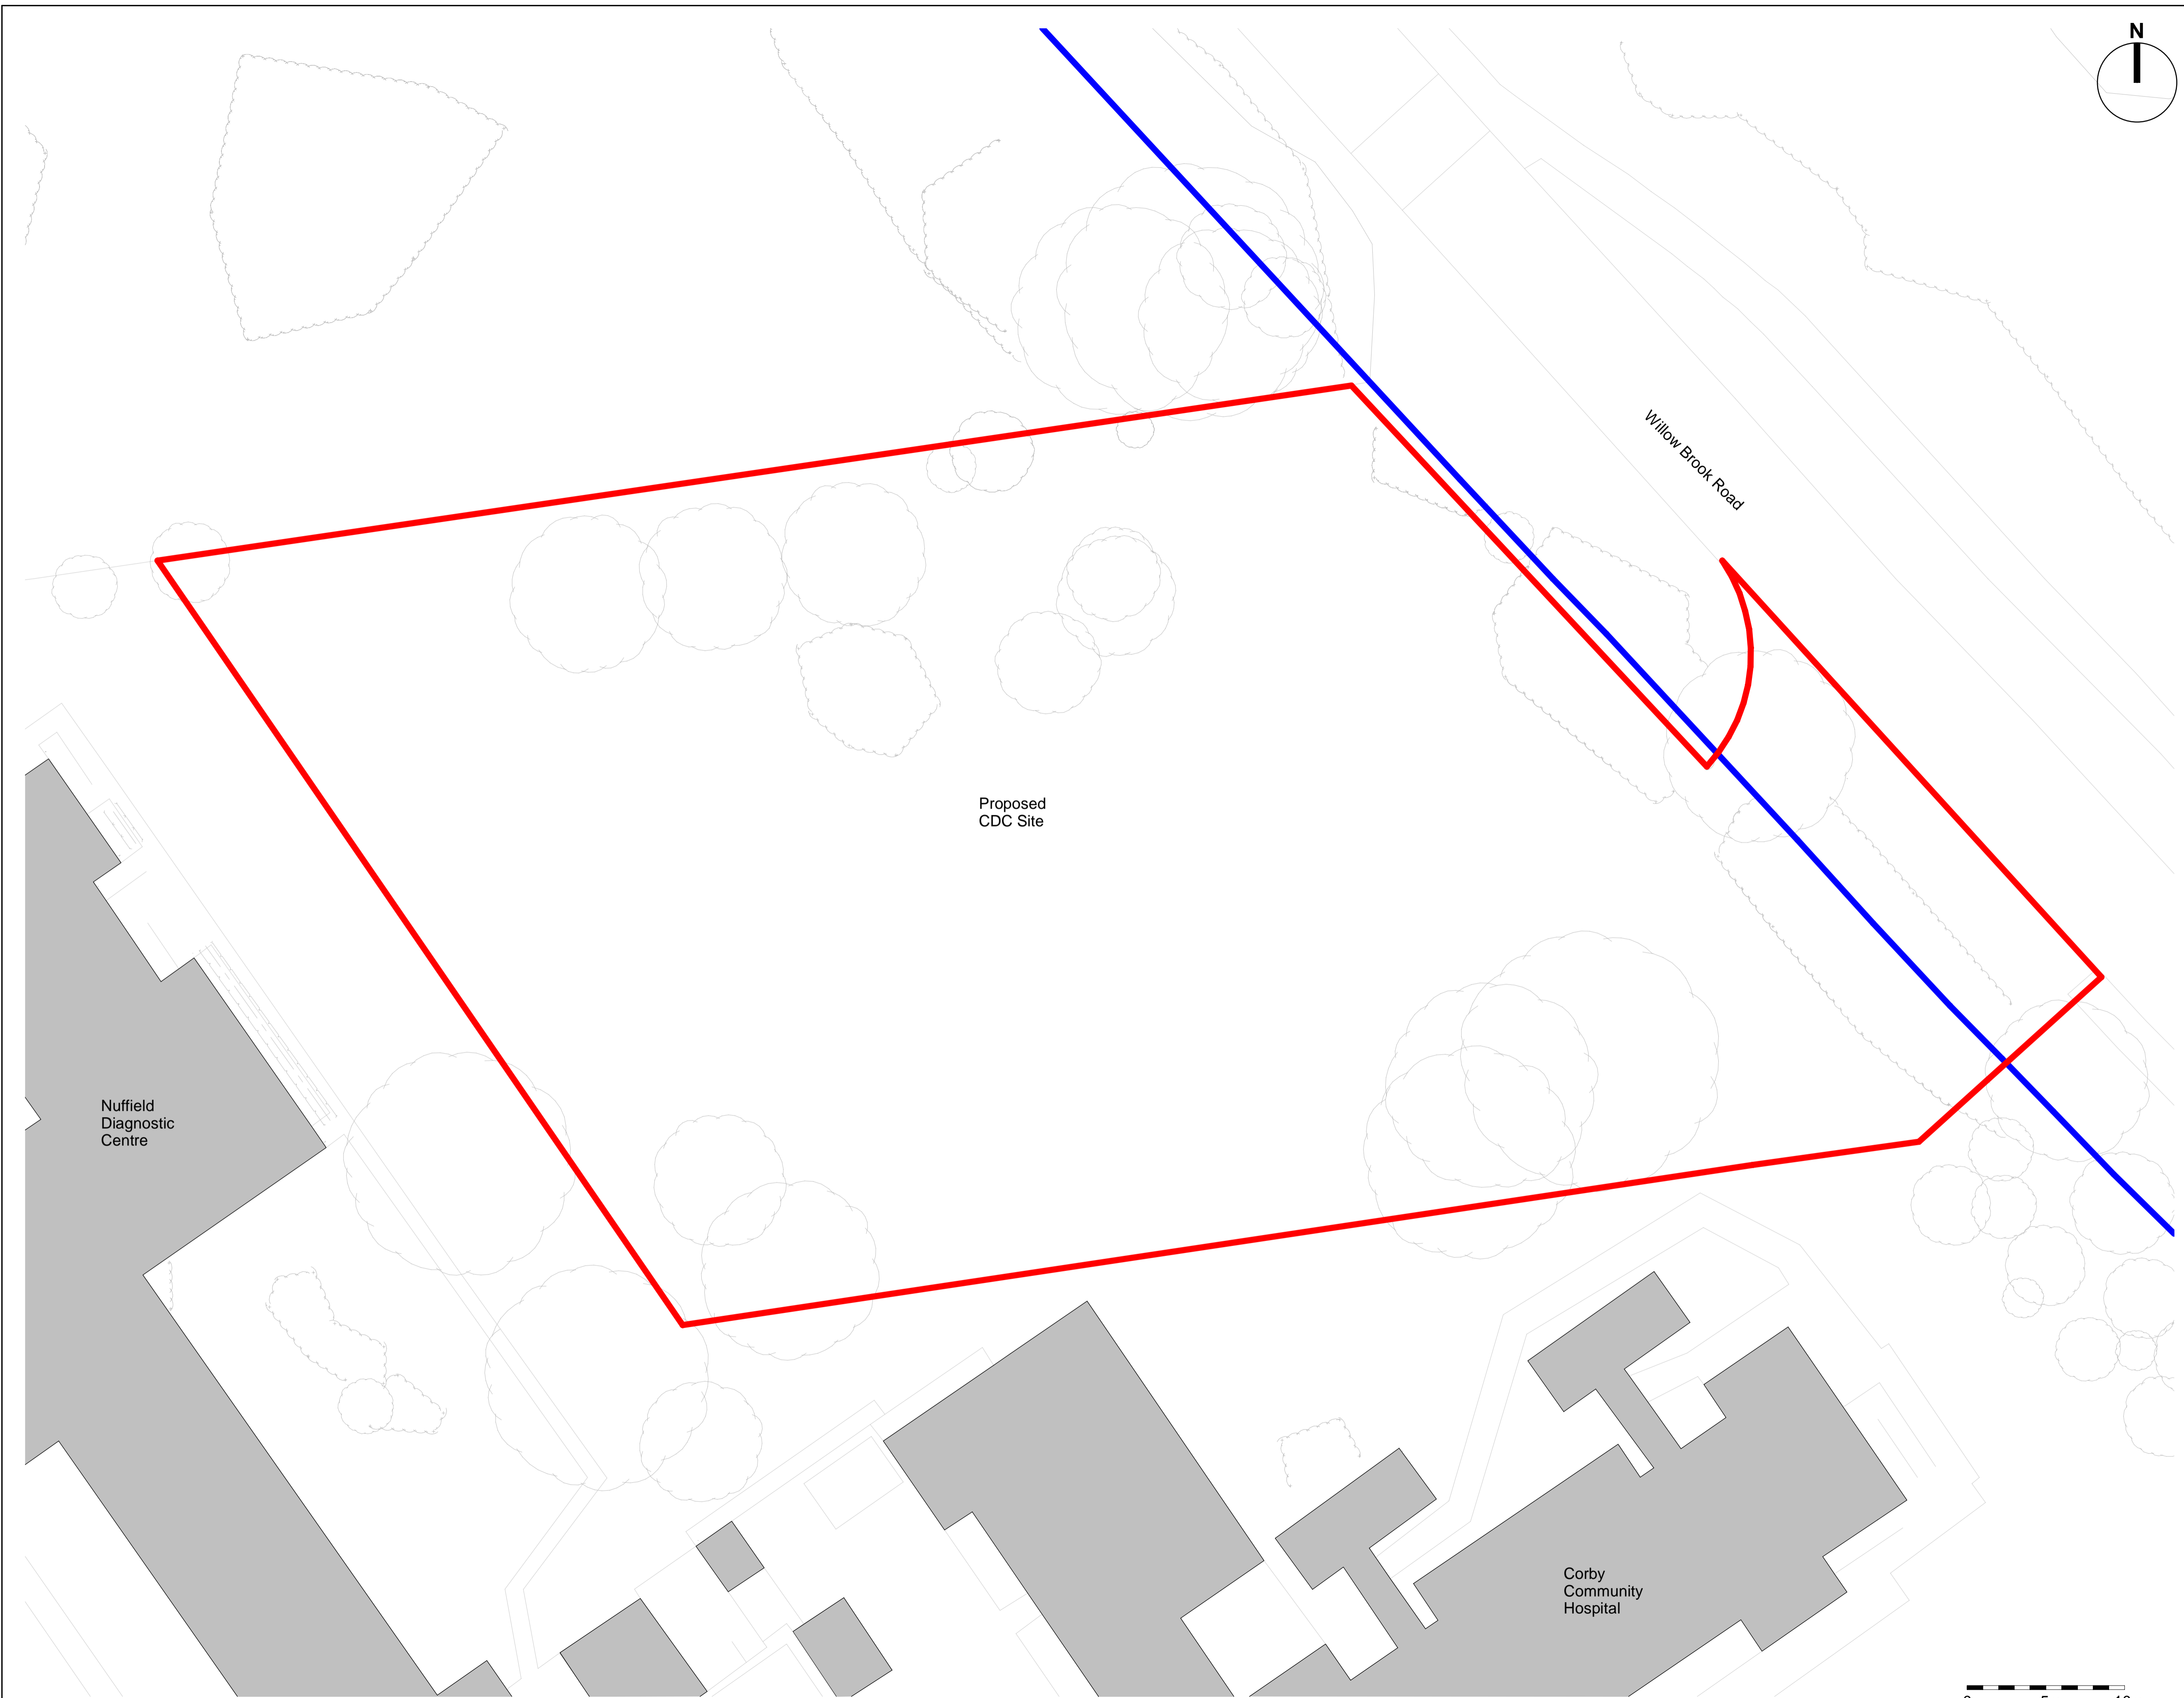 N
Willow Brook Road
Proposed
CDC Site
Nuffield
Diagnostic
Centre
Corby
Community
Hospital